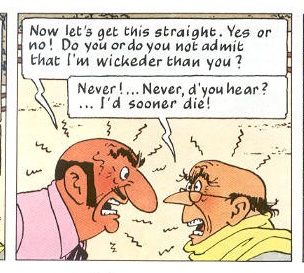 Now let's get this straight. Yes or
no! Do you or do you not admit
that I'm wickeder than you?
Never!... Never, d'you hear?
... I'd sooner die!